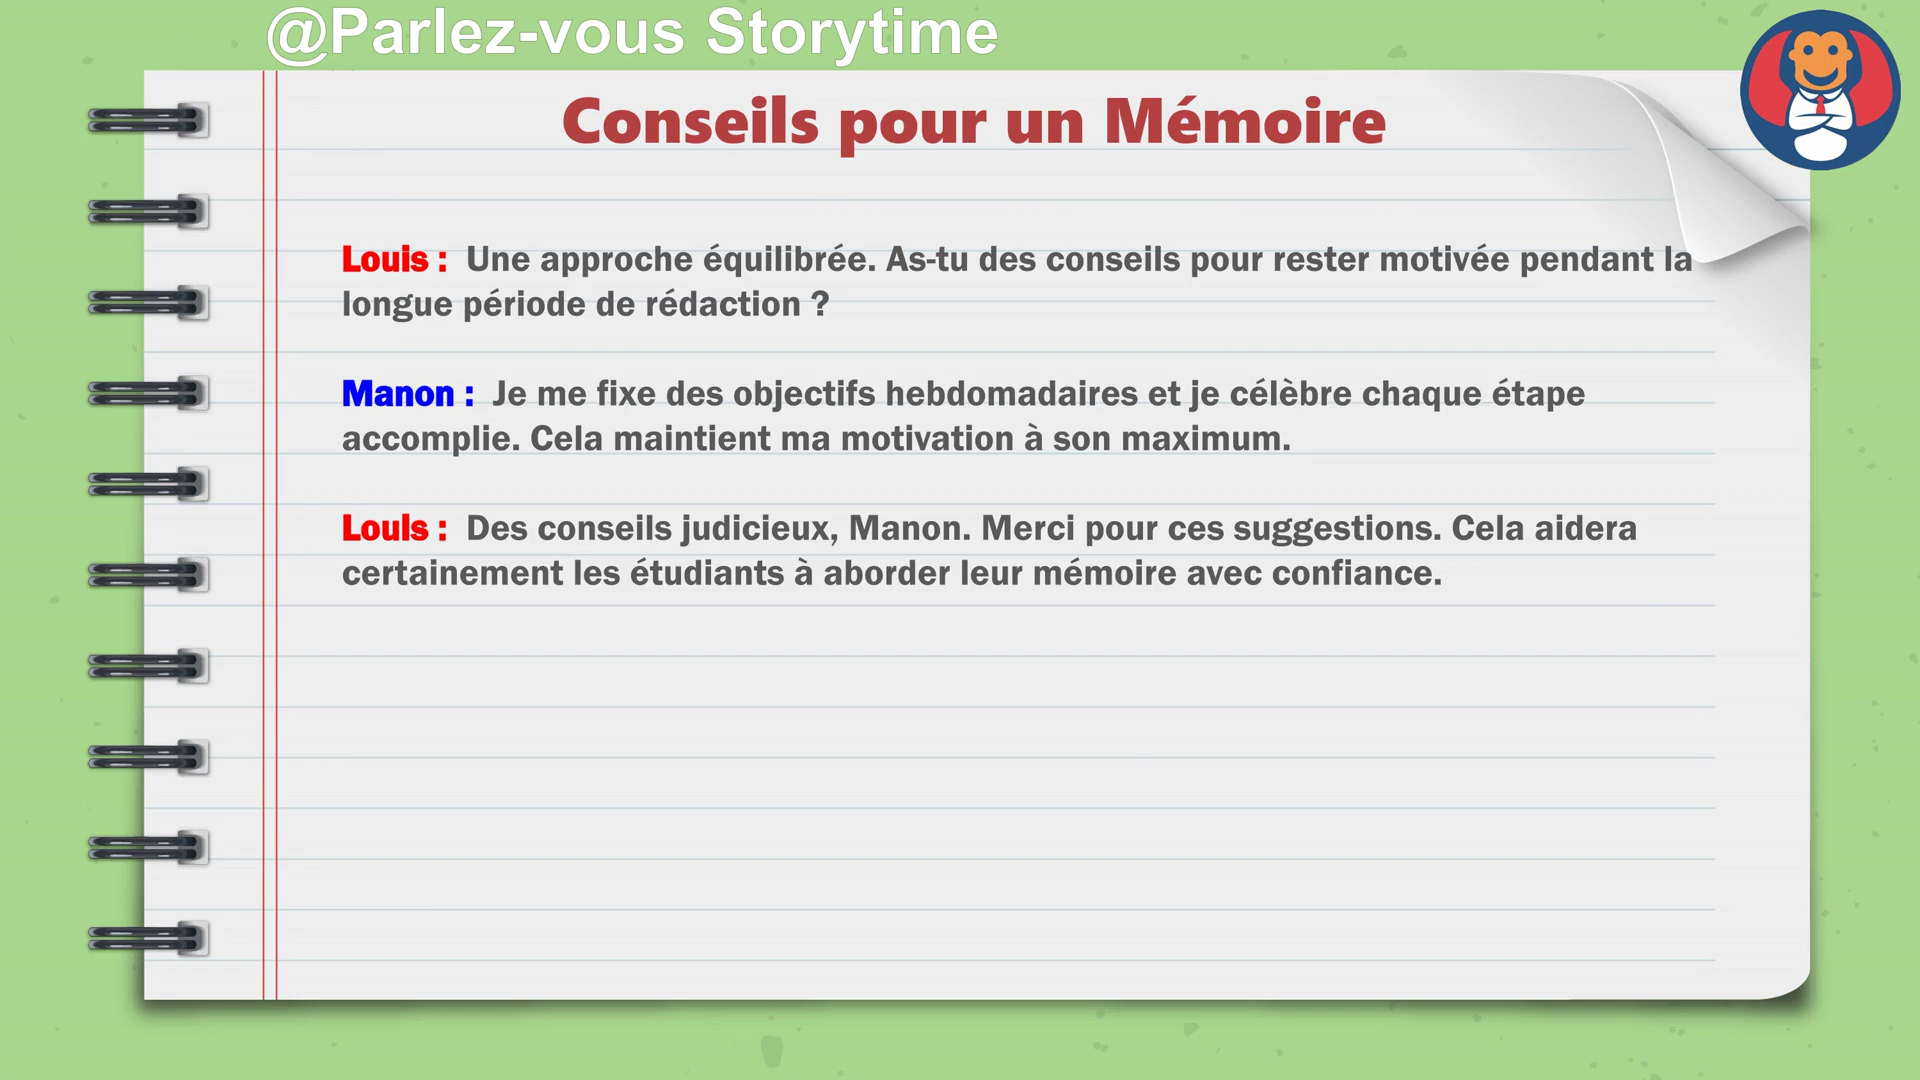 @Parlez-vous Storytime
Conseils pour un Mémoire
Louis : Une approche équilibrée. As-tu des conseils pour rester motivée pendant la
longue période de rédaction ?
Manon : Je me fixe des objectifs hebdomadaires et je célèbre chaque étape
accomplie. Cela maintient ma motivation à son maximum.
Louis : Des conseils judicieux, Manon. Merci pour ces suggestions. Cela aidera
certainement les étudiants à aborder leur mémoire avec confiance.